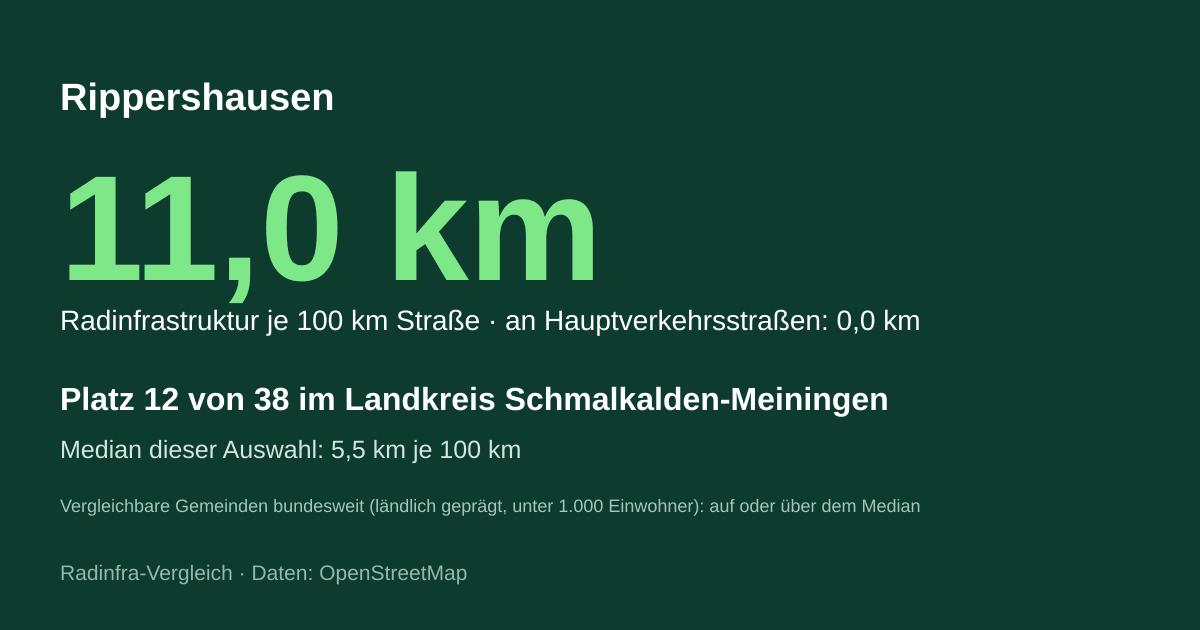 Rippershausen
11,0 km
Radinfrastruktur je 100 km Straße · an Hauptverkehrsstraßen: 0,0 km
Platz 12 von 38 im Landkreis Schmalkalden-Meiningen
Median dieser Auswahl: 5,5 km je 100 km
Vergleichbare Gemeinden bundesweit (ländlich geprägt, unter 1.000 Einwohner): auf oder über dem Median
Radinfra-Vergleich · Daten: OpenStreetMap